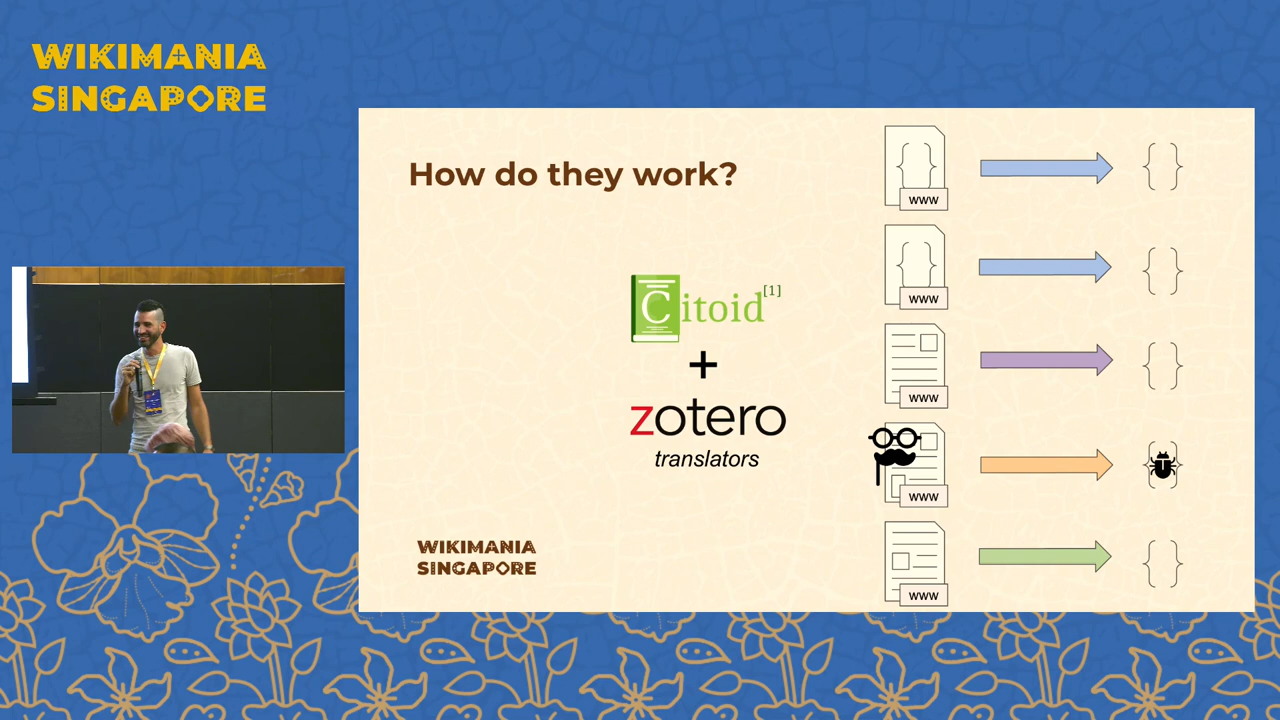 WIKIMANIA
SINGAPORE
How do they work?
Citoid[1]
+
zotero
translators
www
www
www
www
www
WIKIMANIA
SINGAPORE